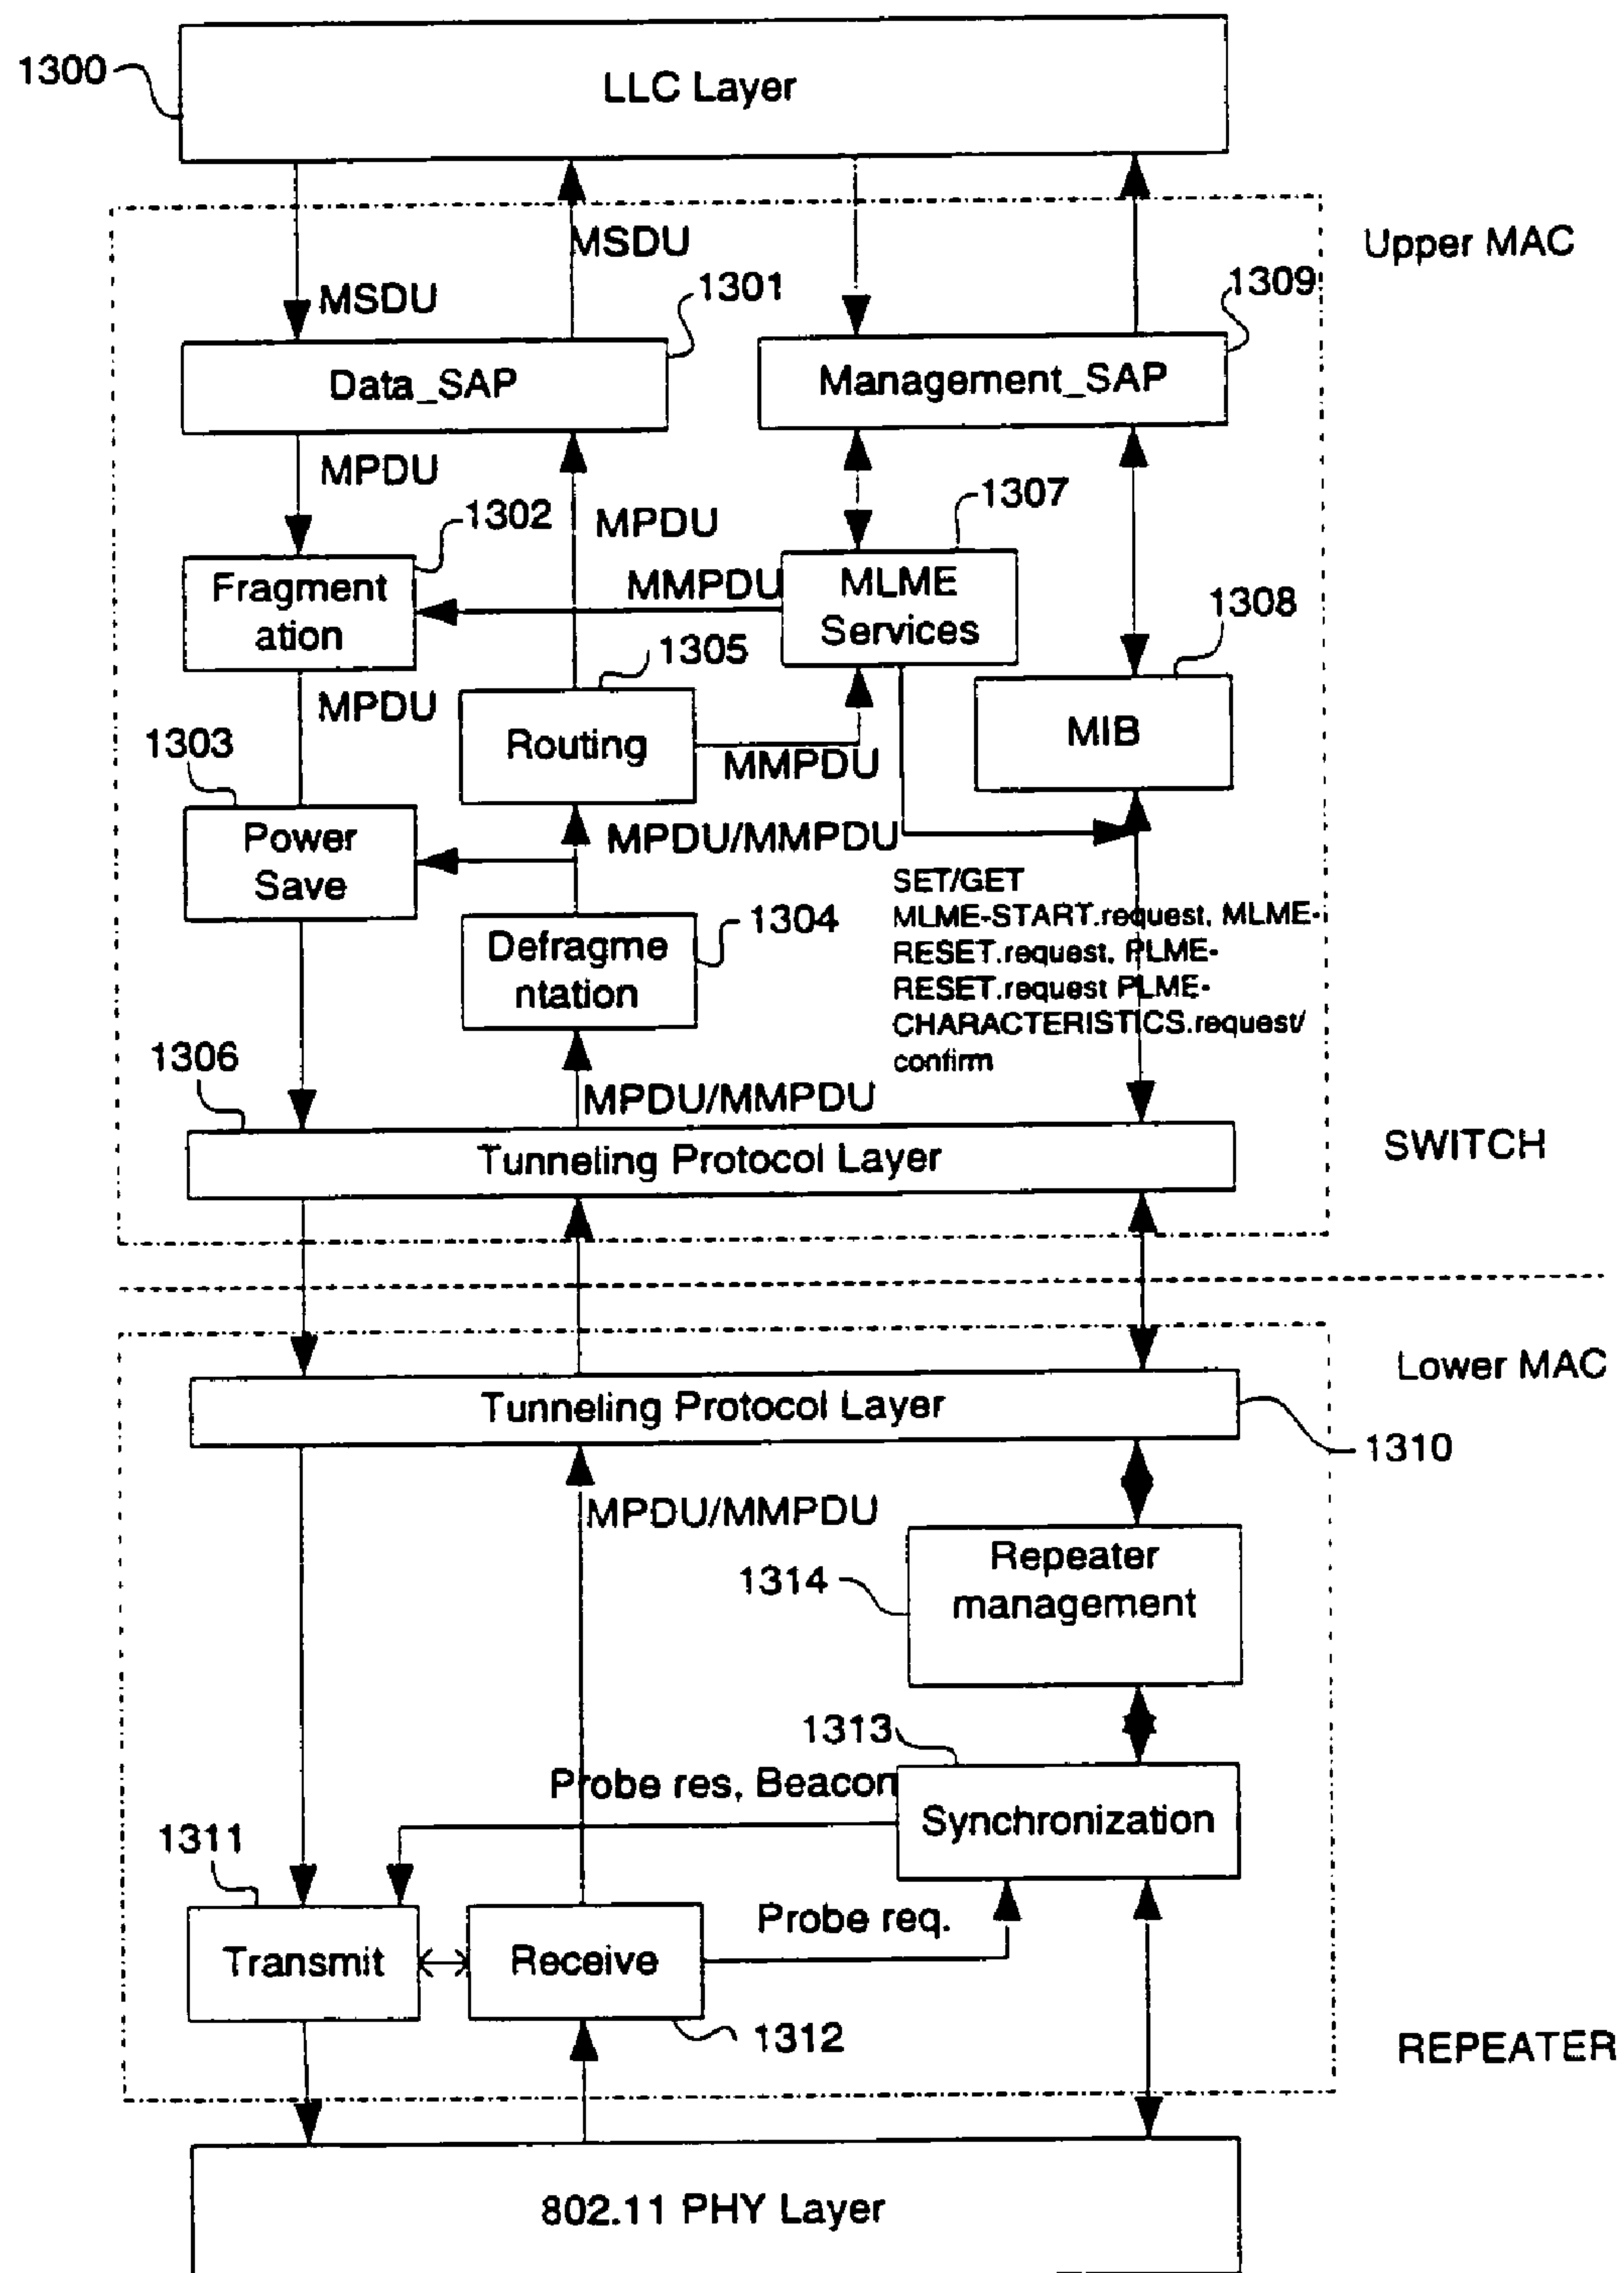 1300
LLC Layer
Upper MAC
MSDU
MSDU
1301
1309
Data_SAP
Management_SAP
MPDU
1302
MPDU
1307
Fragment
ation
MMPDU
MLME
Services
1308
1305
MPDU
1303
Routing
MMPDU
MIB
Power
Save
MPDU/MMPDU
SET/GET
MLME-START.request, MLME-
RESET.request, PLME-
RESET.request PLME-
CHARACTERISTICS.request/
confirm
Defragme
ntation
1304
1306
MPDU/MMPDU
Tunneling Protocol Layer
SWITCH
Lower MAC
Tunneling Protocol Layer
1310
MPDU/MMPDU
Repeater
management
1314
1313
Probe res, Beacon
Synchronization
1311
Transmit
Receive
Probe req.
1312
REPEATER
802.11 PHY Layer